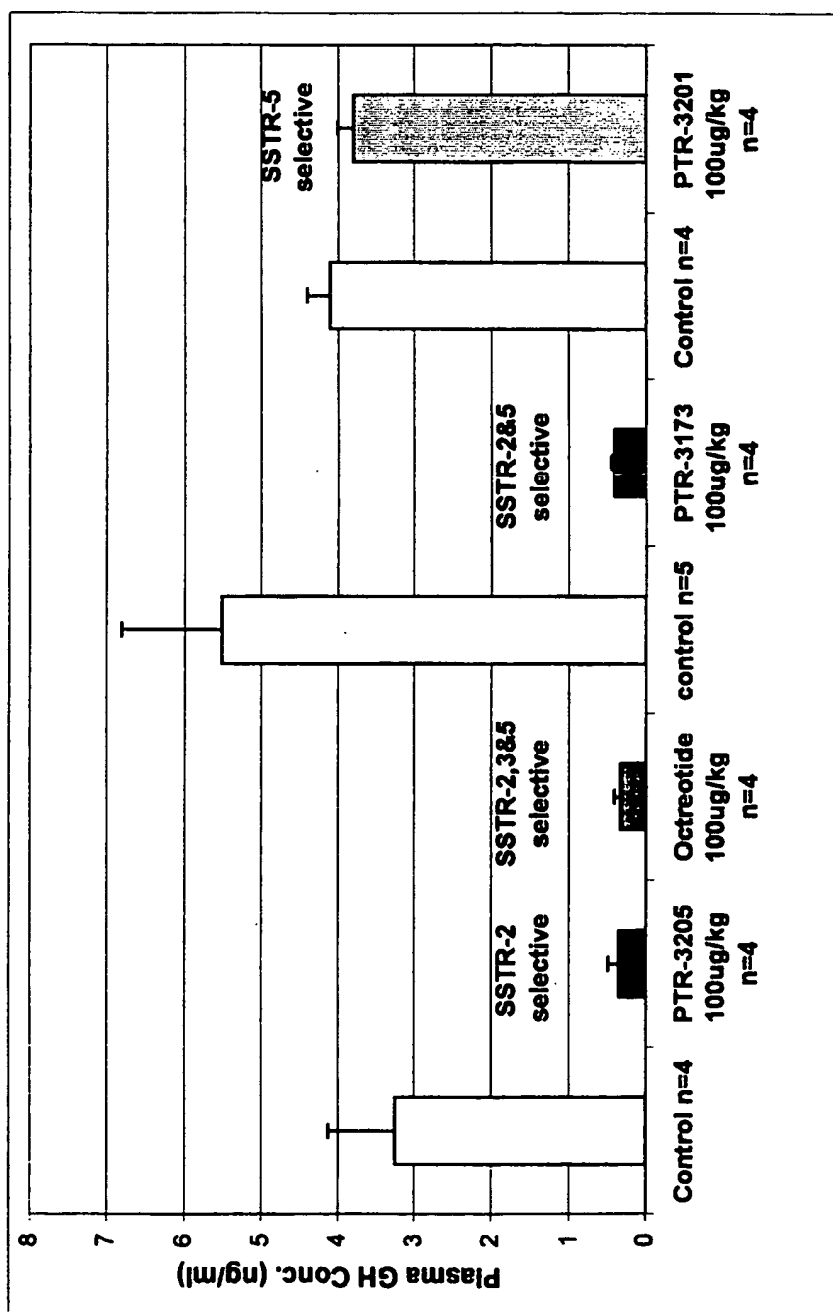 Plasma GH Conc. (ng/ml)
8
7
6
5
4
3
2
1
0
SSTR-2
selective
SSTR-2,3&5
selective
SSTR-2&5
selective
SSTR-5
selective
Control n=4
PTR-3205
100ug/kg
n=4
Octreotide
100ug/kg
n=4
control n=5
PTR-3173
100ug/kg
n=4
Control n=4
PTR-3201
100ug/kg
n=4